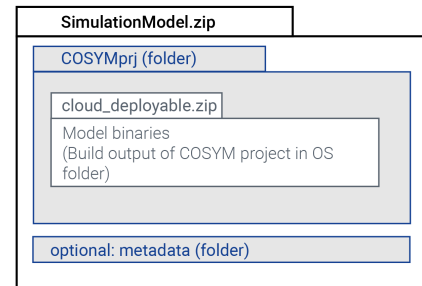 SimulationModel.zip
COSYMprj (folder)
cloud_deployable.zip
Model binaries
(Build output of COSYM project in OS
folder)
optional: metadata (folder)